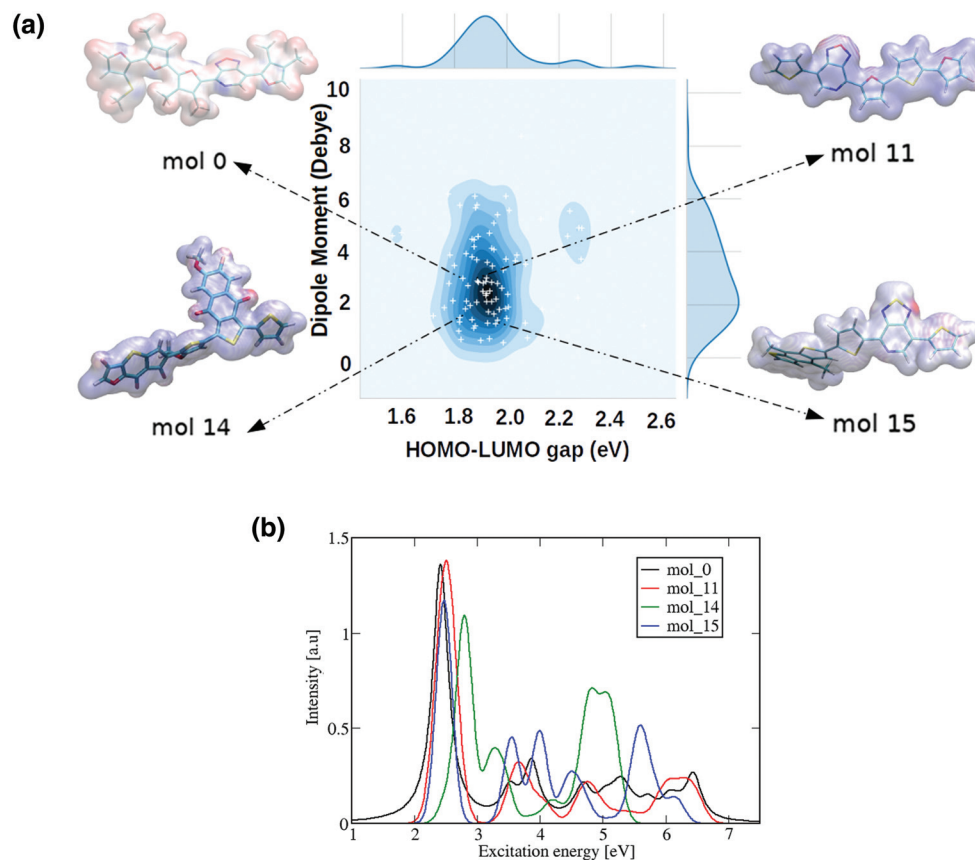 (a)
mol 0
mol 11
mol 14
mol 15
Dipole Moment (Debye)
10
8
6
4
2
0
1.6 1.8 2.0 2.2 2.4 2.6
HOMO-LUMO gap (eV)
(b)
Intensity [a.u]
1.5
1
0.5
0
mol_0
mol_11
mol_14
mol_15
1 2 3 4 5 6 7
Excitation energy [eV]